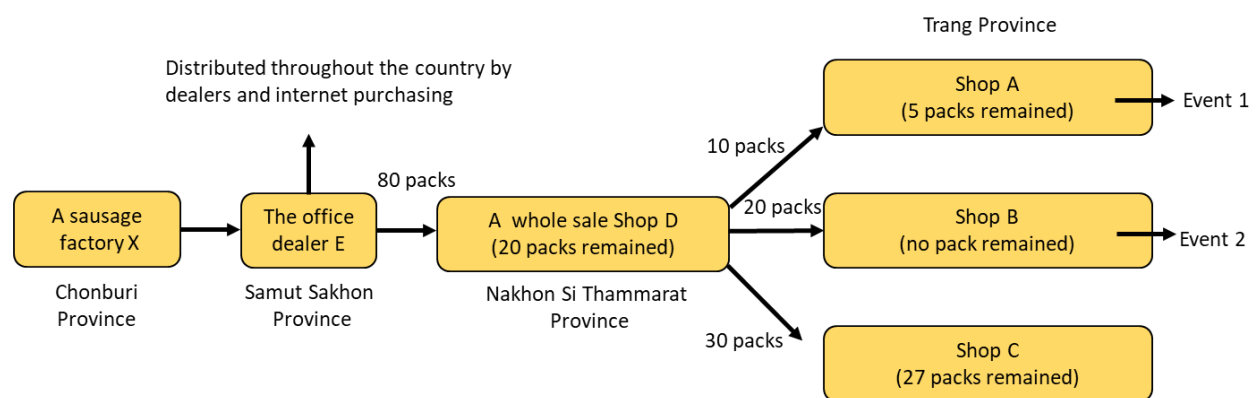 Trang Province
Distributed throughout the country by
dealers and internet purchasing
Shop A
(5 packs remained)
Event 1
10 packs
80 packs
A sausage
factory X
The office
dealer E
A whole sale Shop D
(20 packs remained)
20 packs
Shop B
(no pack remained)
Event 2
Chonburi
Province
Samut Sakhon
Province
Nakhon Si Thammarat
Province
30 packs
Shop C
(27 packs remained)